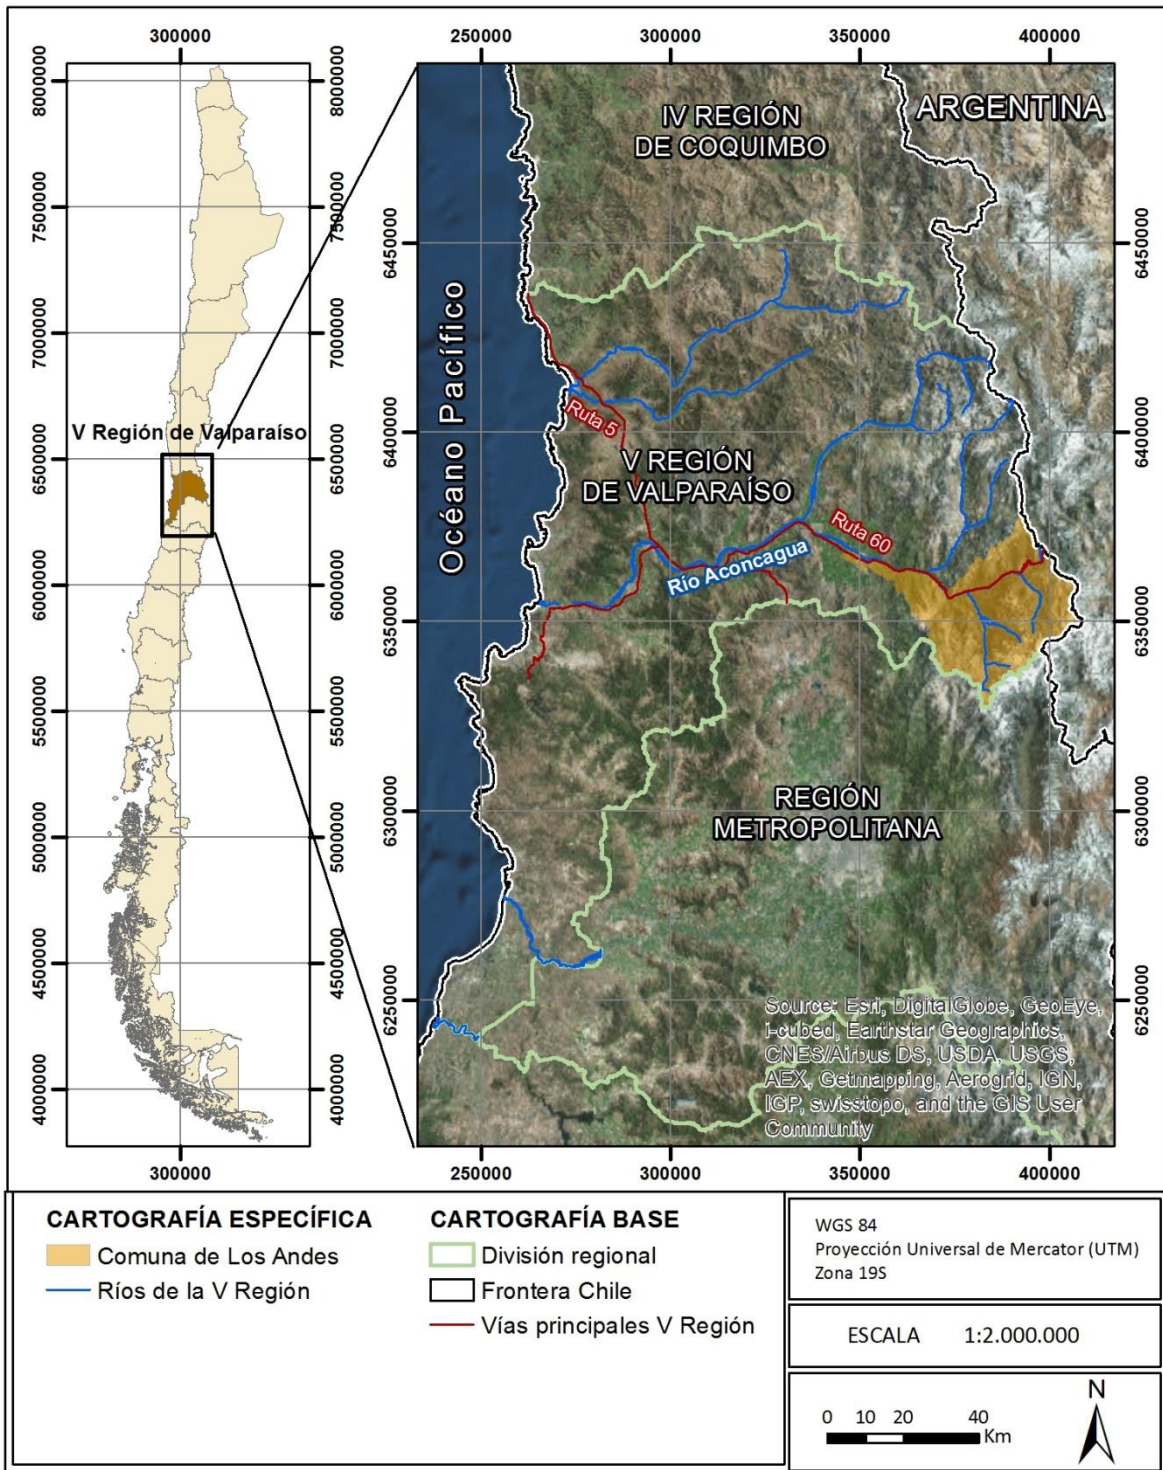 300000
250000
300000
350000
400000
8000000
7500000
7000000
6500000
6000000
5500000
5000000
4500000
4000000
8000000
7500000
7000000
6500000
6000000
5500000
5000000
4500000
4000000
V Región de Valparaíso
300000
6450000
6400000
6350000
6300000
6250000
IV REGIÓN
DE COQUIMBO
ARGENTINA
Océano Pacífico
Ruta 5
V REGIÓN
DE VALPARAÍSO
Ruta 60
Río Aconcagua
REGIÓN
METROPOLITANA
Source: Esri, DigitalGlobe, GeoEye,
i-cubed, Earthstar Geographics,
CNES/Airbus DS, USDA, USGS,
AEX, Getmapping, Aerogrid, IGN,
IGP, swisstopo, and the GIS User
Community
6450000
6400000
6350000
6300000
6250000
250000
300000
350000
400000
CARTOGRAFÍA ESPECÍFICA
Comuna de Los Andes
Ríos de la V Región
CARTOGRAFÍA BASE
División regional
Frontera Chile
Vías principales V Región
WGS 84
Proyección Universal de Mercator (UTM)
Zona 19S
ESCALA 1:2.000.000
N
0 10 20 40
Km